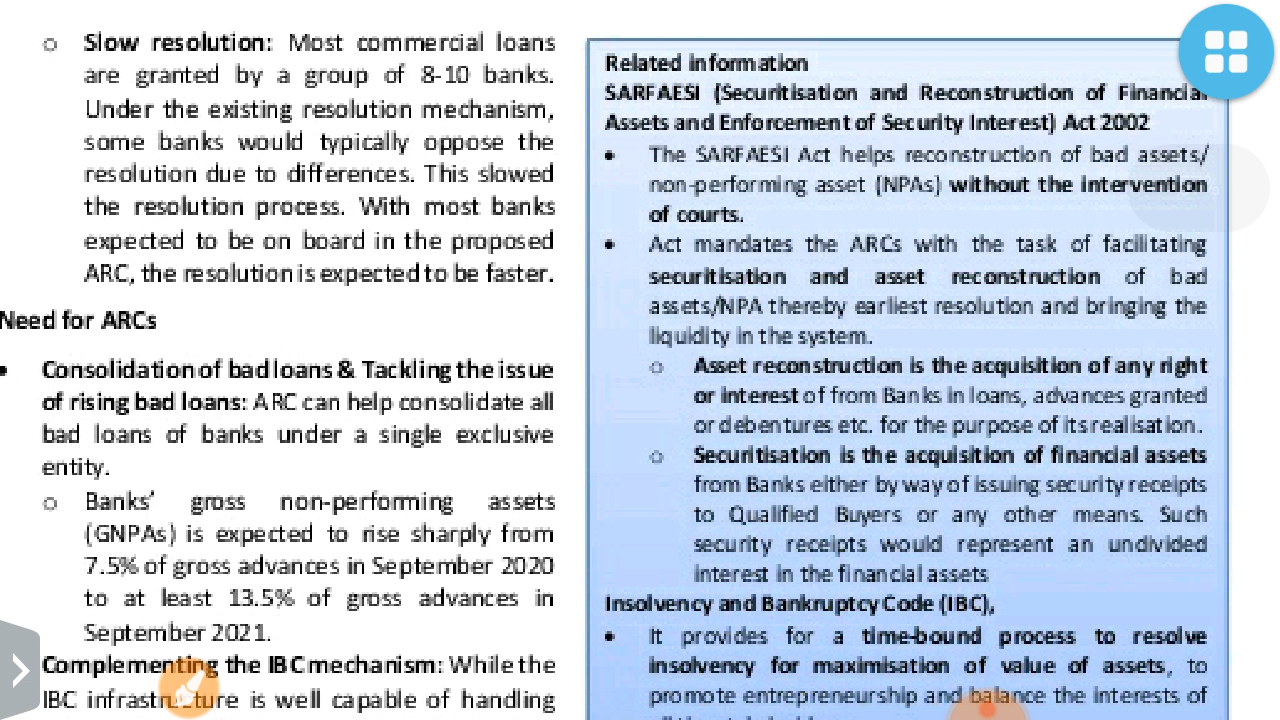 o Slow resolution: Most commercial loans
are granted by a group of 8-10 banks.
Under the existing resolution mechanism,
some banks would typically oppose the
resolution due to differences. This slowed
the resolution process. With most banks
expected to be on board in the proposed
ARC, the resolution is expected to be faster.
Need for ARCs
• Consolidation of bad loans & Tackling the issue
of rising bad loans: ARC can help consolidate all
bad loans of banks under a single exclusive
entity.
o Banks' gross non-performing assets
(GNPAs) is expected to rise sharply from
7.5% of gross advances in September 2020
to at least 13.5% of gross advances in
September 2021.
Complementing the IBC mechanism: While the
IBC infrastructure is well capable of handling
Related information
SARFAESI (Securitisation and Reconstruction of Financial
Assets and Enforcement of Security Interest) Act 2002
• The SARFAESI Act helps reconstruction of bad assets/
non-performing asset (NPAs) without the intervention
of courts.
• Act mandates the ARCs with the task of facilitating
securitisation and asset reconstruction of bad
assets/NPA thereby earliest resolution and bringing the
liquidity in the system.
o Asset reconstruction is the acquisition of any right
or interest of from Banks in loans, advances granted
or debentures etc. for the purpose of its realisation.
o Securitisation is the acquisition of financial assets
from Banks either by way of issuing security receipts
to Qualified Buyers or any other means. Such
security receipts would represent an undivided
interest in the financial assets
Insolvency and Bankruptcy Code (IBC),
• It provides for a time-bound process to resolve
insolvency for maximisation of value of assets, to
promote entrepreneurship and balance the interests of